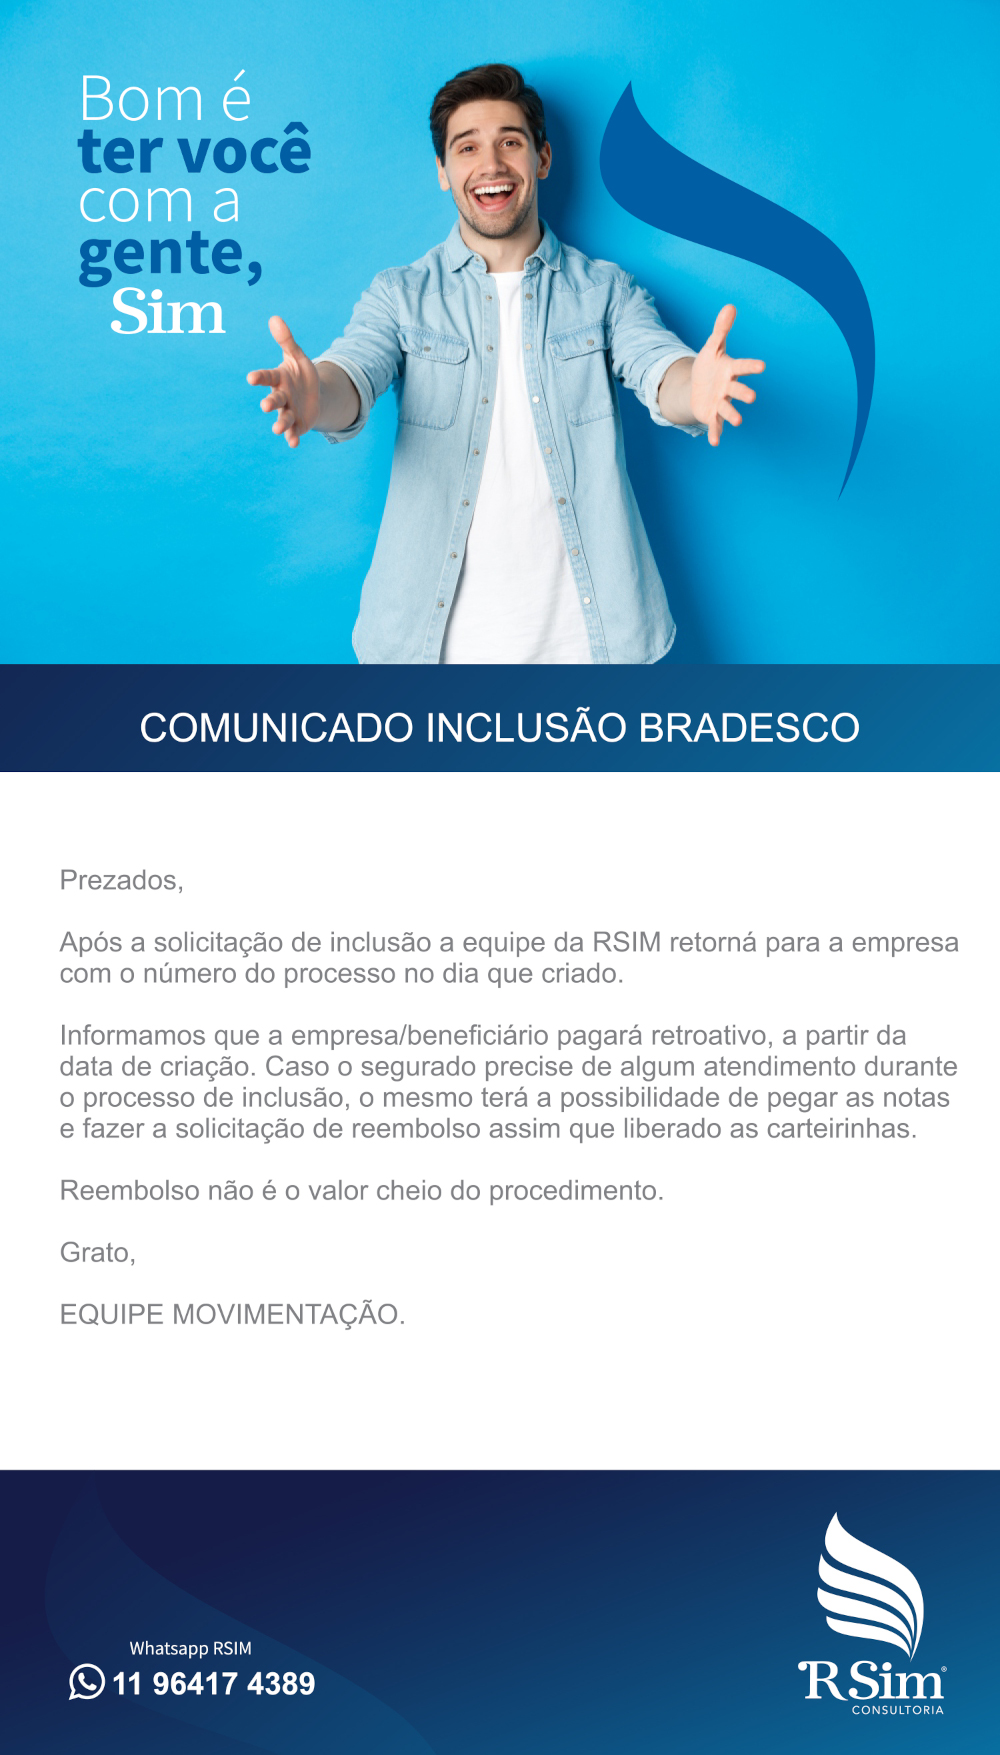 Bom é
ter você
com a
gente,
Sim
COMUNICADO INCLUSÃO BRADESCO
Prezados,
Após a solicitação de inclusão a equipe da RSIM retorná para a empresa
com o número do processo no dia que criado.
Informamos que a empresa/beneficiário pagará retroativo, a partir da
data de criação. Caso o segurado precise de algum atendimento durante
o processo de inclusão, o mesmo terá a possibilidade de pegar as notas
e fazer a solicitação de reembolso assim que liberado as carteirinhas.
Reembolso não é o valor cheio do procedimento.
Grato,
EQUIPE MOVIMENTAÇÃO.
Whatsapp RSIM
11 96417 4389
RSim®
CONSULTORIA